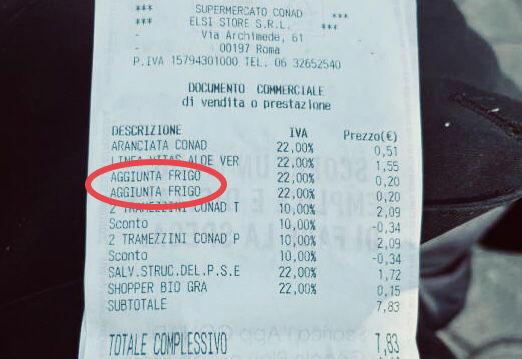 *** SUPERMERCATO CONAD ***
*** ELSI STORE S.R.L. ***
- Via Archimede, 61
- 00197 Roma
P.IVA 15794301000 TEL. 06 32652540
DOCUMENTO COMMERCIALE
di vendita o prestazione
DESCRIZIONE IVA Prezzo(€)
ARANCIATA CONAD 22,00% 0,51
LINEA VITAS ALOE VER 22,00% 1,55
AGGIUNTA FRIGO 22,00% 0,20
AGGIUNTA FRIGO 22,00% 0,20
2 TRAMEZZINI CONAD T 10,00% 2,09
Sconto 10,00% -0,34
2 TRAMEZZINI CONAD P 10,00% 2,09
Sconto 10,00% -0,34
SALV.STRUC.DEL.P.S.E 22,00% 1,72
SHOPPER BIO GRA 22,00% 0,15
SUBTOTALE 7,83
TOTALE COMPLESSIVO 7,83